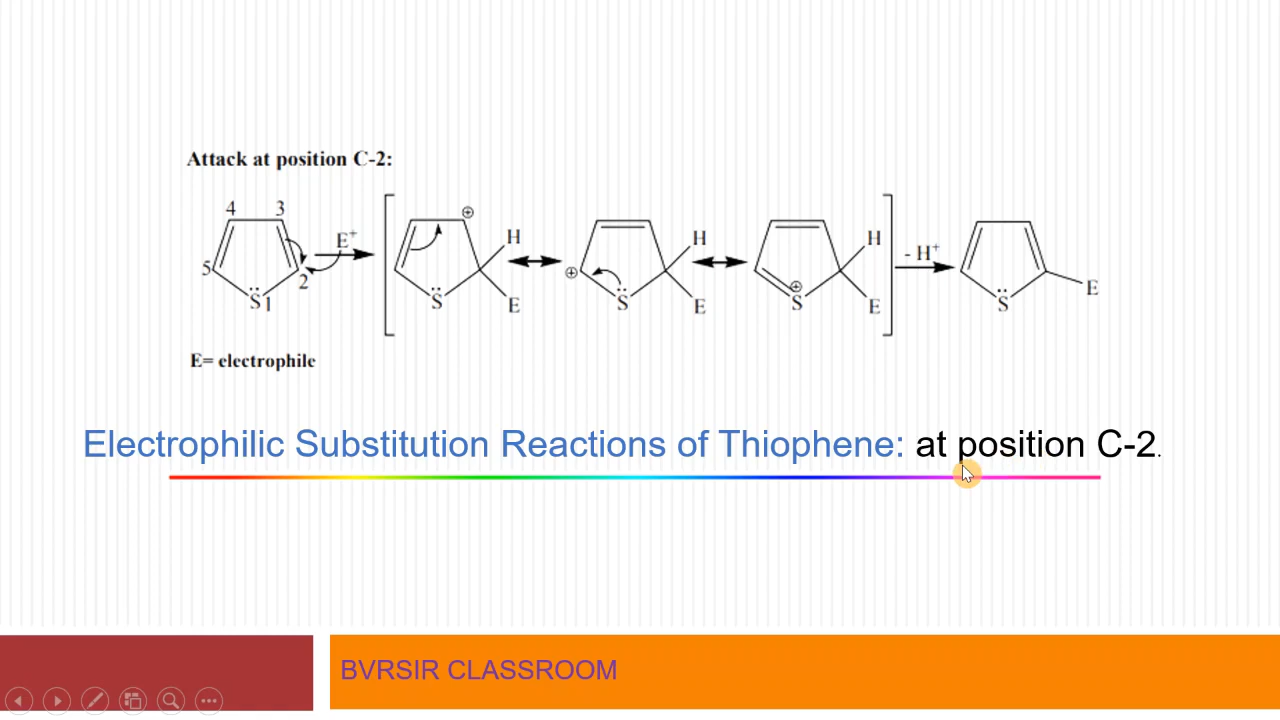 Attack at position C-2:
4 3 ⊕ H H H
5 2 E⁺ ⊕ ⊕ - H⁺
S̈1 S̈ E S̈ E S E S̈ E
E= electrophile
Electrophilic Substitution Reactions of Thiophene: at position C-2.
BVRSIR CLASSROOM